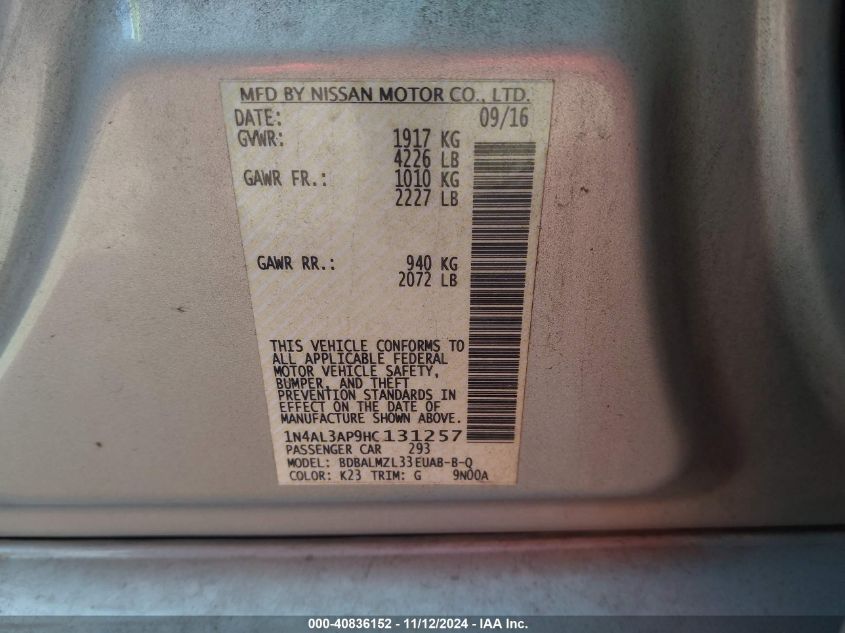 MFD BY NISSAN MOTOR CO., LTD.
DATE: 09/16
GVWR: 1917 KG
4226 LB
GAWR FR.: 1010 KG
2227 LB
GAWR RR.: 940 KG
2072 LB
THIS VEHICLE CONFORMS TO
ALL APPLICABLE FEDERAL
MOTOR VEHICLE SAFETY,
BUMPER, AND THEFT
PREVENTION STANDARDS IN
EFFECT ON THE DATE OF
MANUFACTURE SHOWN ABOVE.
1N4AL3AP9HC131257
PASSENGER CAR 293
MODEL: BDBALMZL33EUAB-B-Q
COLOR: K23 TRIM: G 9N00A
000-40836152 - 11/12/2024 - IAA Inc.